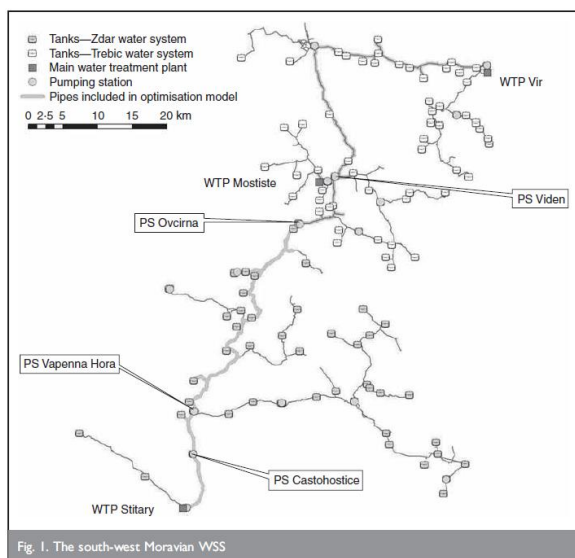 Tanks—Zdar water system
Tanks—Trebic water system
Main water treatment plant
Pumping station
Pipes included in optimisation model
0 2·5 5 10 15 20 km
WTP Vir
WTP Mostiste
PS Viden
PS Ovcirna
PS Vapenna Hora
PS Castohostice
WTP Stitary
Fig. 1. The south-west Moravian WSS